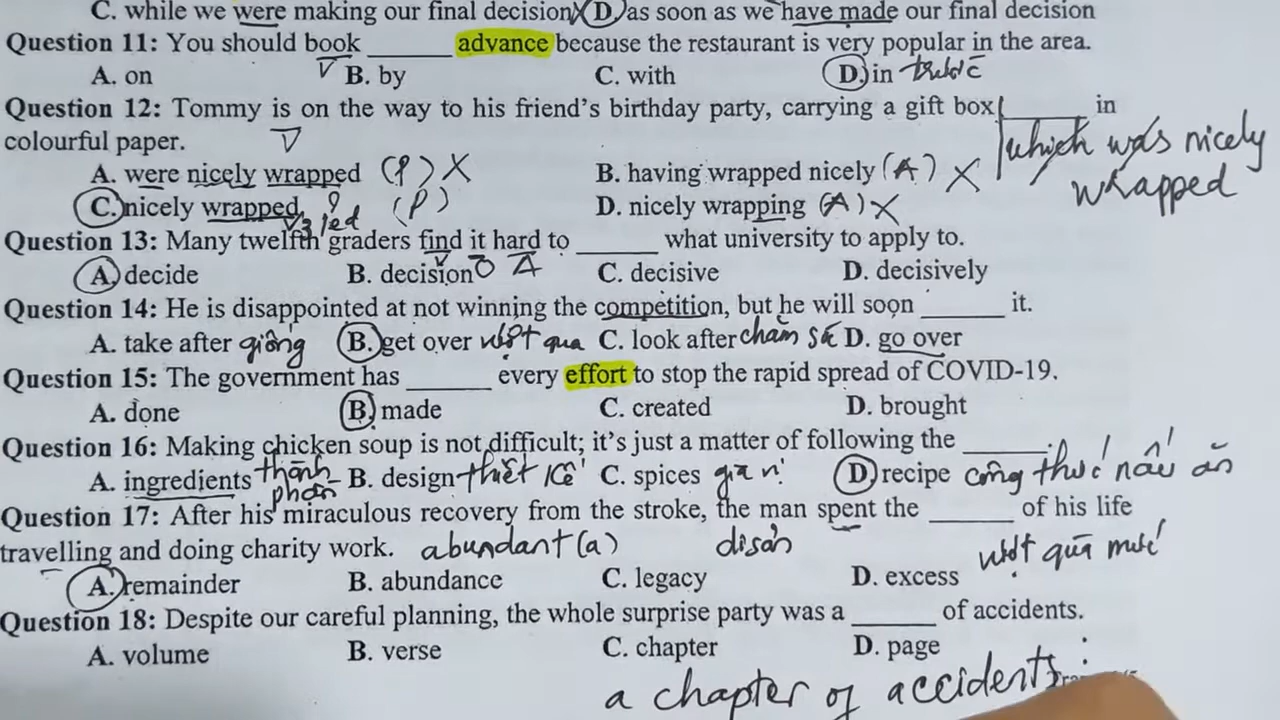 C. while we were making our final decision D. as soon as we have made our final decision
Question 11: You should book ______ advance because the restaurant is very popular in the area.
A. on B. by C. with D. in trước
V
Question 12: Tommy is on the way to his friend's birthday party, carrying a gift box ______ in
colourful paper.
V
which was nicely
wrapped
A. were nicely wrapped (P) X B. having wrapped nicely (A) X
C. nicely wrapped ? (P) D. nicely wrapping (A) X
V3/ed
Question 13: Many twelfth graders find it hard to ______ what university to apply to.
V O A
A. decide B. decision C. decisive D. decisively
Question 14: He is disappointed at not winning the competition, but he will soon ______ it.
A. take after giống B. get over vượt qua C. look after chăm sóc D. go over
Question 15: The government has ______ every effort to stop the rapid spread of COVID-19.
A. done B. made C. created D. brought
Question 16: Making chicken soup is not difficult; it's just a matter of following the ______.
A. ingredients thành phần B. design thiết kế C. spices gia vị D. recipe công thức nấu ăn
Question 17: After his miraculous recovery from the stroke, the man spent the ______ of his life
travelling and doing charity work. abundant (a) di sản vượt quá mức
A. remainder B. abundance C. legacy D. excess
Question 18: Despite our careful planning, the whole surprise party was a ______ of accidents.
A. volume B. verse C. chapter D. page
a chapter of accidents: